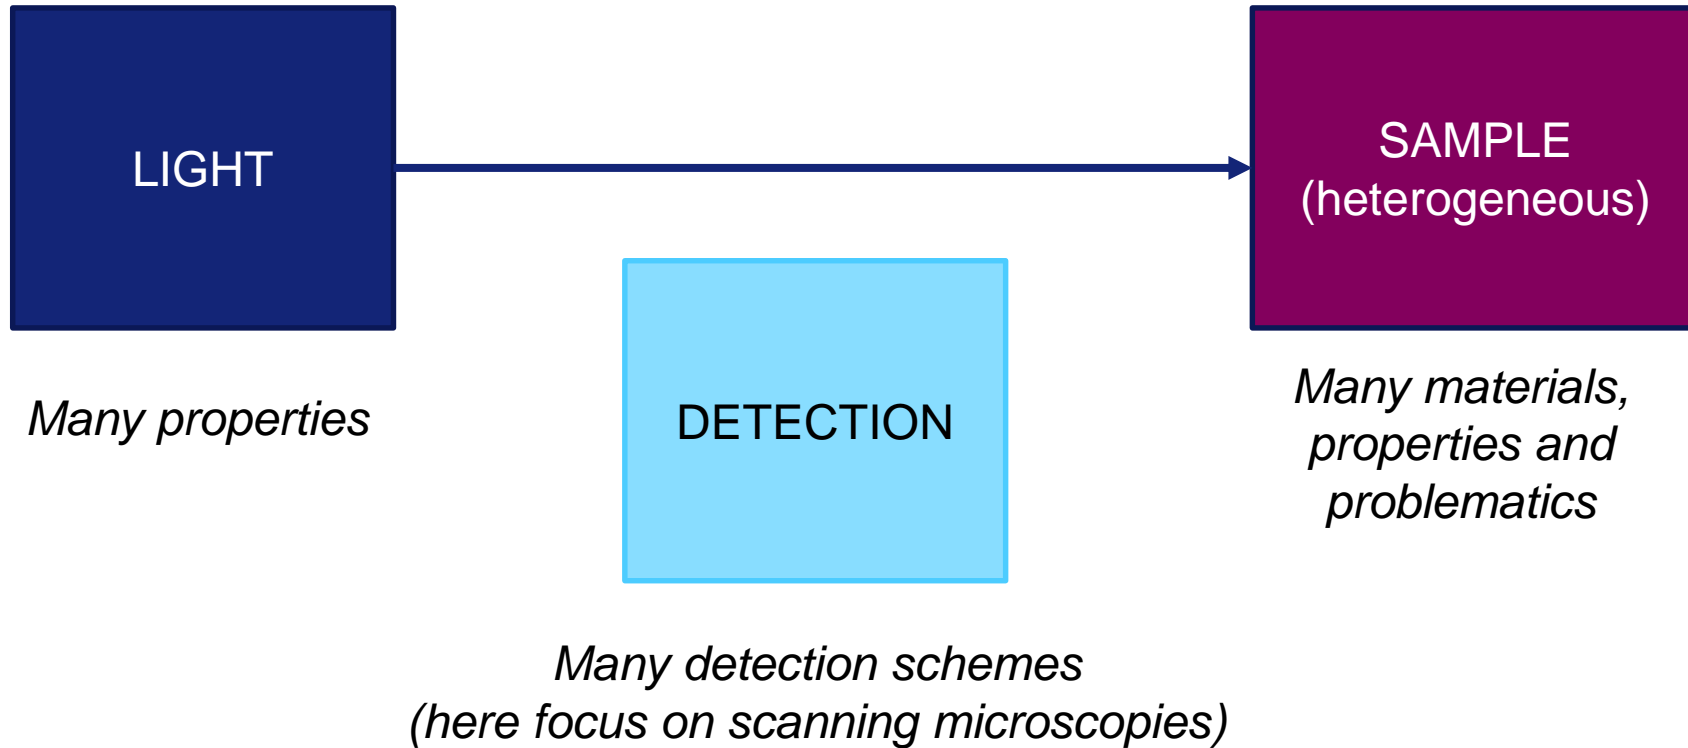 LIGHT
SAMPLE
(heterogeneous)
Many properties
DETECTION
Many materials,
properties and
problematics
Many detection schemes
(here focus on scanning microscopies)